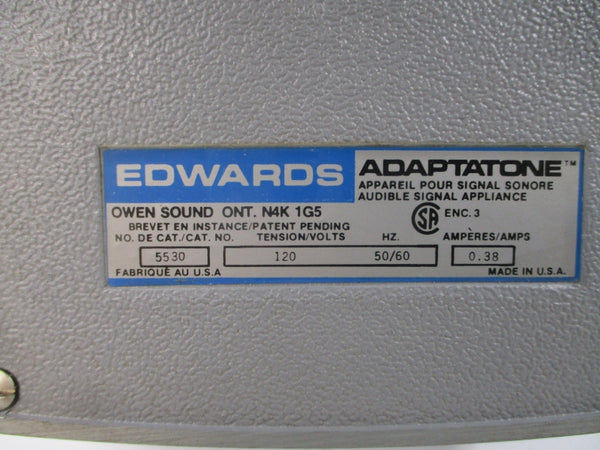 EDWARDS
ADAPTATONE™
APPAREIL POUR SIGNAL SONORE
AUDIBLE SIGNAL APPLIANCE
OWEN SOUND ONT. N4K 1G5
SA ENC. 3
BREVET EN INSTANCE/PATENT PENDING
NO. DE CAT./CAT. NO. TENSION/VOLTS HZ. AMPÈRES/AMPS
5530 120 50/60 0.38
FABRIQUÉ AU U.S.A MADE IN U.S.A.